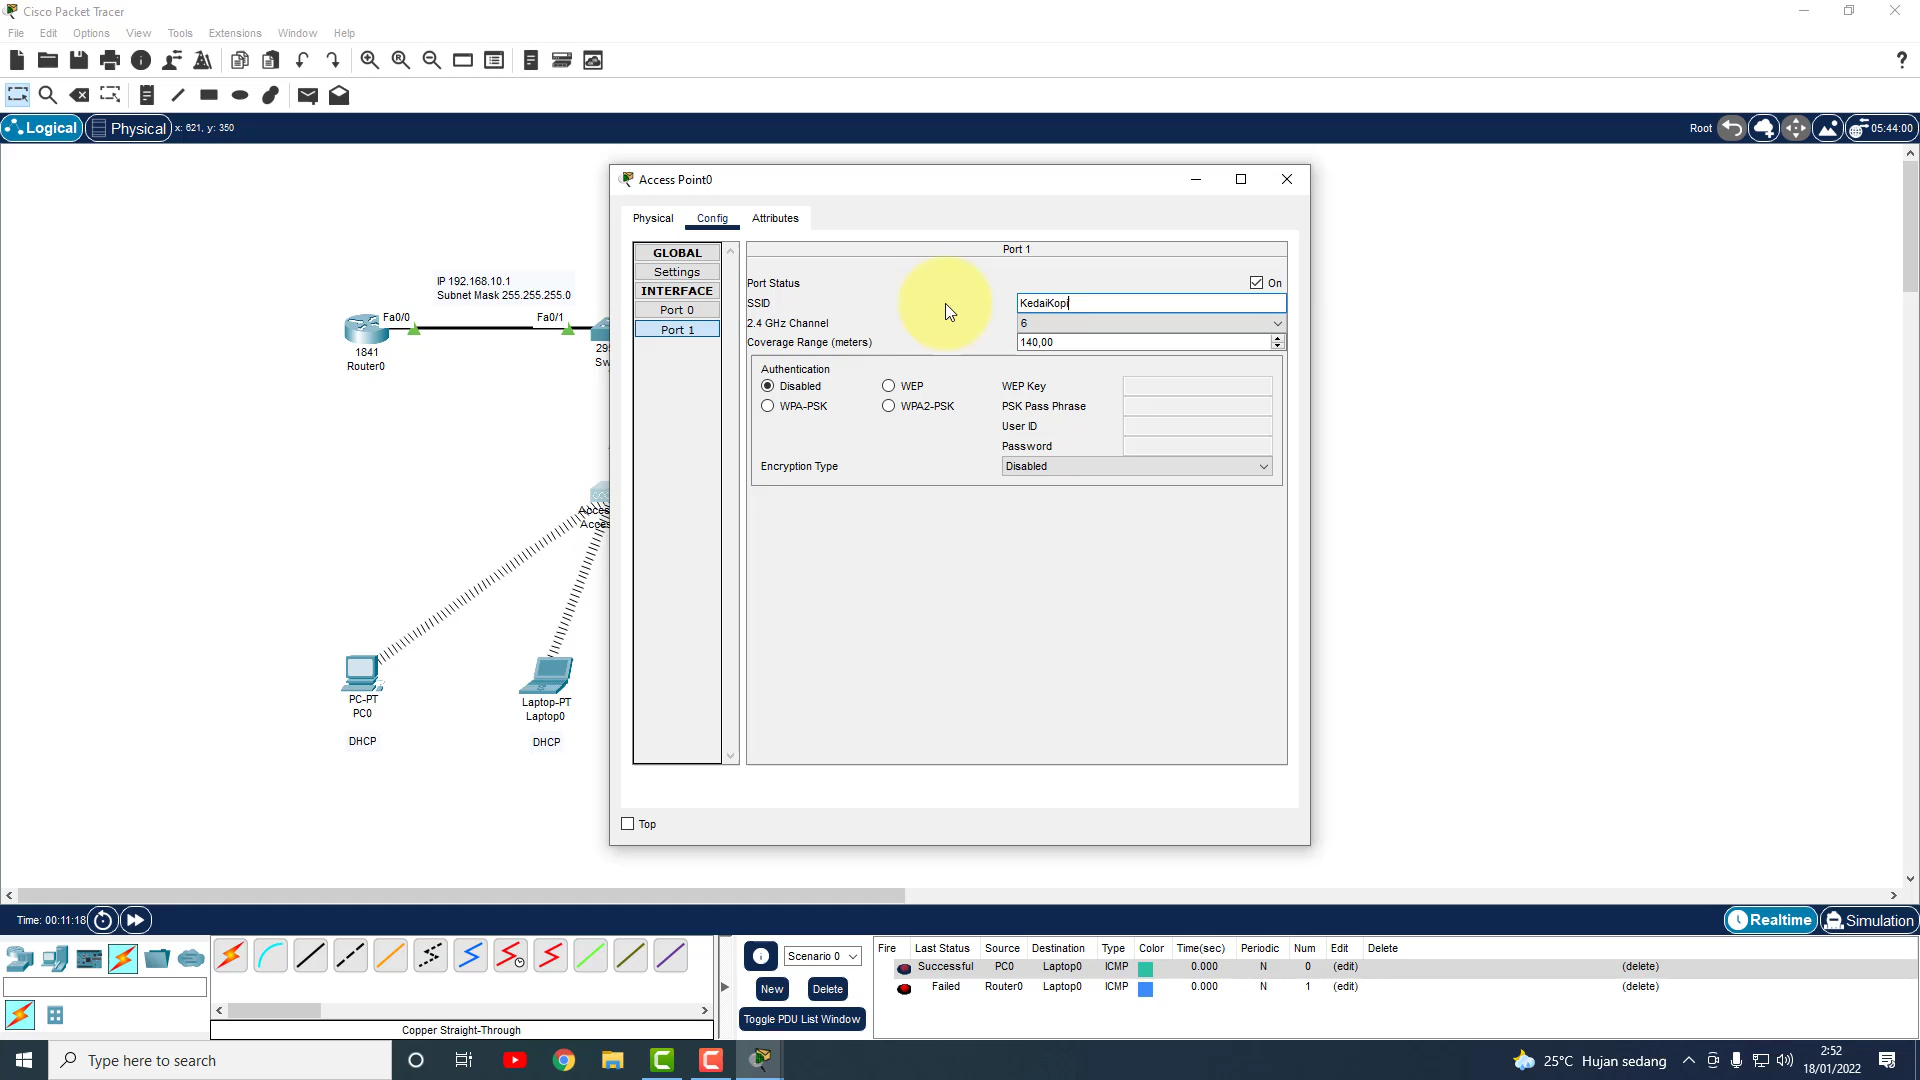 Cisco Packet Tracer
File Edit Options View Tools Extensions Window Help
Logical Physical x: 621, y: 350
Root 05:44:00
Access Point0
Physical Config Attributes
GLOBAL
Settings
INTERFACE
Port 0
Port 1
Port 1
Port Status On
SSID KedaiKopi
2.4 GHz Channel 6
Coverage Range (meters) 140,00
Authentication
Disabled WEP WEP Key
WPA-PSK WPA2-PSK PSK Pass Phrase
User ID
Password
Encryption Type Disabled
Top
IP 192.168.10.1
Subnet Mask 255.255.255.0
Fa0/0 Fa0/1
1841
Router0
295
Sw
Acces
Acces
PC-PT
PC0
DHCP
Laptop-PT
Laptop0
DHCP
Time: 00:11:18
Realtime Simulation
Copper Straight-Through
Scenario 0
New Delete
Toggle PDU List Window
Fire Last Status Source Destination Type Color Time(sec) Periodic Num Edit Delete
Successful PC0 Laptop0 ICMP 0.000 N 0 (edit) (delete)
Failed Router0 Laptop0 ICMP 0.000 N 1 (edit) (delete)
Type here to search
25°C Hujan sedang
2:52
18/01/2022